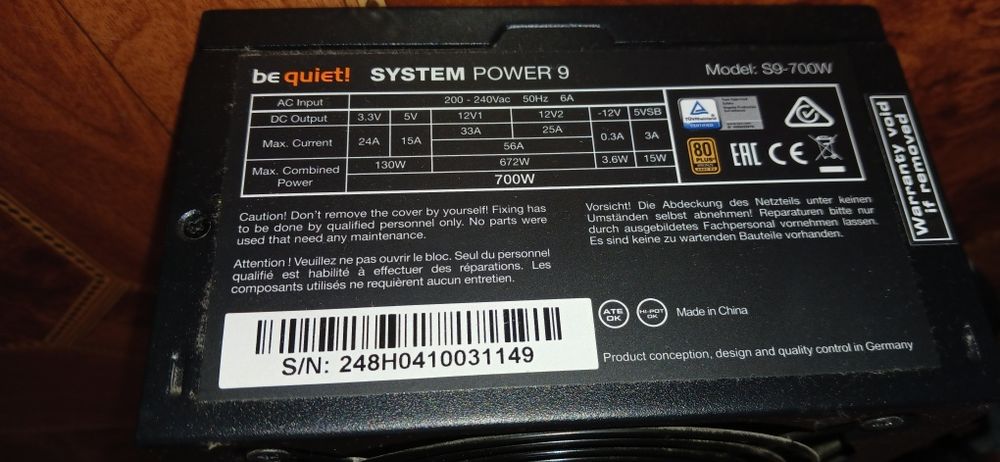 be quiet! SYSTEM POWER 9 Model: S9-700W
AC Input 200 - 240Vac 50Hz 6A
DC Output 3.3V 5V 12V1 12V2 -12V 5VSB
Max. Current 24A 15A 33A 25A 0.3A 3A
56A
Max. Combined Power 130W 672W 3.6W 15W
700W
80 PLUS
EAC CE
Warranty void
if removed
Caution! Don't remove the cover by yourself! Fixing has
to be done by qualified personnel only. No parts were
used that need any maintenance.
Attention ! Veuillez ne pas ouvrir le bloc. Seul du personnel
qualifié est habilité à effectuer des réparations. Les
composants utilisés ne requièrent aucun entretien.
Vorsicht! Die Abdeckung des Netzteils unter keinen
Umständen selbst abnehmen! Reparaturen bitte nur
durch ausgebildetes Fachpersonal vornehmen lassen.
Es sind keine zu wartenden Bauteile vorhanden.
S/N: 248H0410031149
ATE OK
HI-POT OK
Made in China
Product conception, design and quality control in Germany